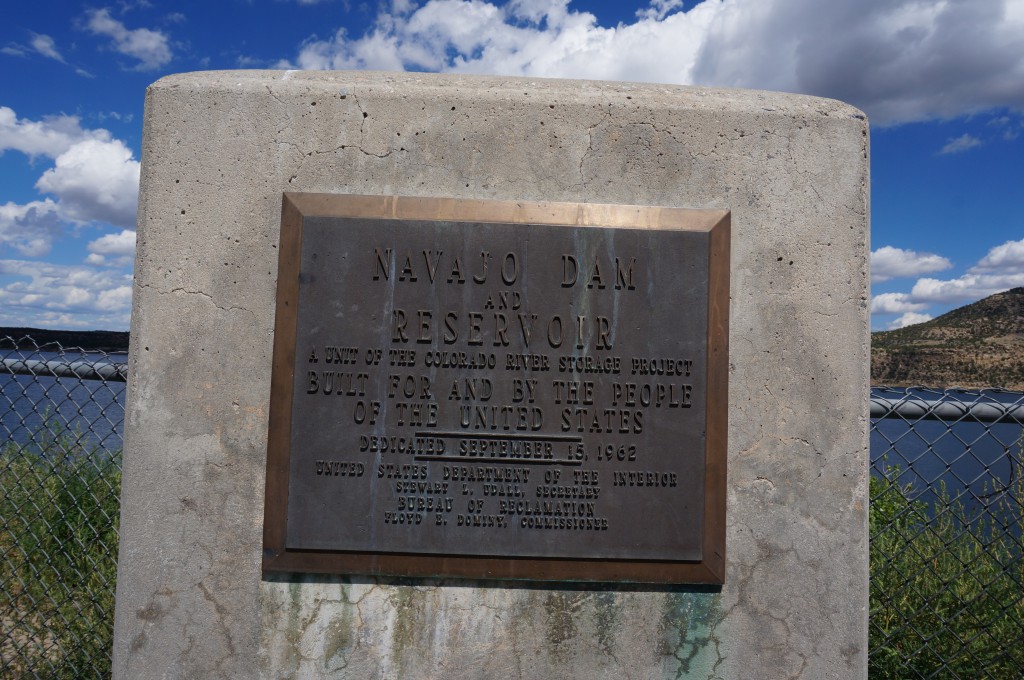 NAVAJO DAM
AND
RESERVOIR
A UNIT OF THE COLORADO RIVER STORAGE PROJECT
BUILT FOR AND BY THE PEOPLE
OF THE UNITED STATES
DEDICATED SEPTEMBER 15, 1962
UNITED STATES DEPARTMENT OF THE INTERIOR
STEWART L. UDALL, SECRETARY
BUREAU OF RECLAMATION
FLOYD E. DOMINY, COMMISSIONER